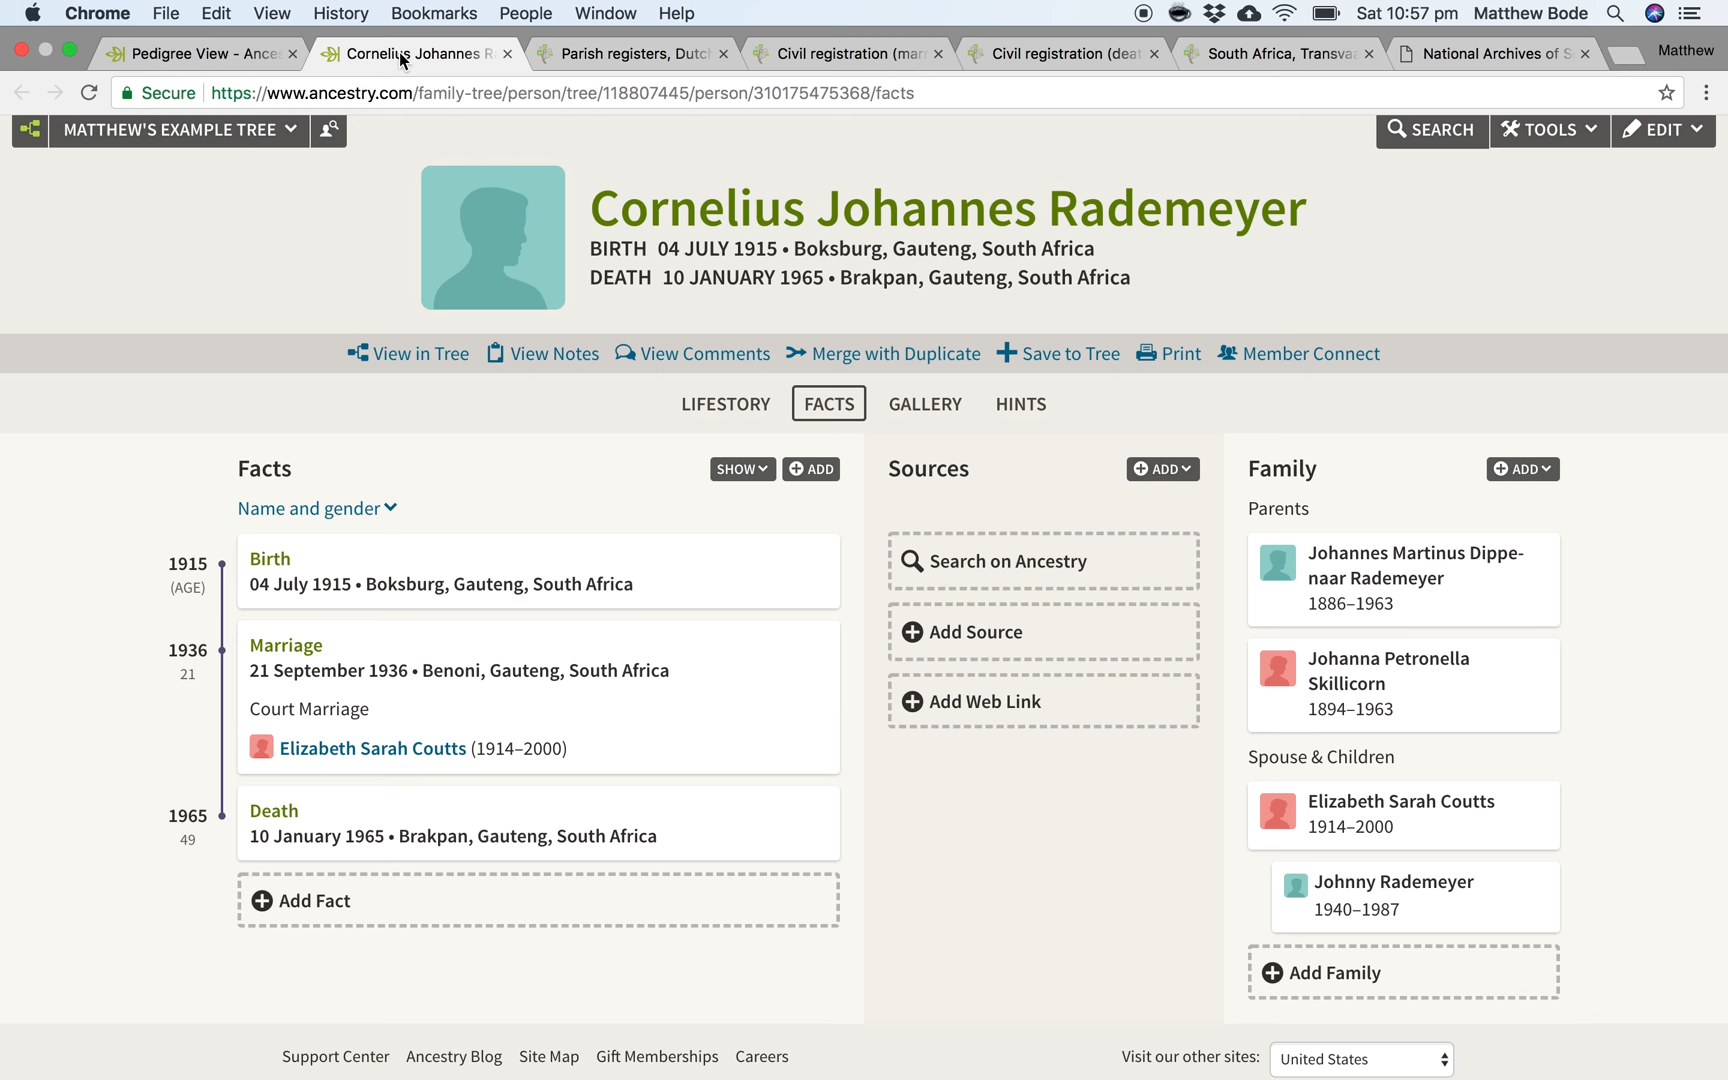 Chrome File Edit View History Bookmarks People Window Help Sat 10:57 pm Matthew Bode
Pedigree View - Ances Cornelius Johannes R Parish registers, Dutch Civil registration (mar Civil registration (deat South Africa, Transvaa National Archives of S Matthew
Secure https://www.ancestry.com/family-tree/person/tree/118807445/person/310175475368/facts
MATTHEW'S EXAMPLE TREE SEARCH TOOLS EDIT
Cornelius Johannes Rademeyer
BIRTH 04 JULY 1915 • Boksburg, Gauteng, South Africa
DEATH 10 JANUARY 1965 • Brakpan, Gauteng, South Africa
View in Tree View Notes View Comments Merge with Duplicate Save to Tree Print Member Connect
LIFESTORY FACTS GALLERY HINTS
Facts SHOW ADD
Name and gender
1915
(AGE)
Birth
04 July 1915 • Boksburg, Gauteng, South Africa
1936
21
Marriage
21 September 1936 • Benoni, Gauteng, South Africa
Court Marriage
Elizabeth Sarah Coutts (1914–2000)
1965
49
Death
10 January 1965 • Brakpan, Gauteng, South Africa
Add Fact
Sources ADD
Search on Ancestry
Add Source
Add Web Link
Family ADD
Parents
Johannes Martinus Dippe-
naar Rademeyer
1886–1963
Johanna Petronella
Skillicorn
1894–1963
Spouse & Children
Elizabeth Sarah Coutts
1914–2000
Johnny Rademeyer
1940–1987
Add Family
Support Center Ancestry Blog Site Map Gift Memberships Careers Visit our other sites: United States